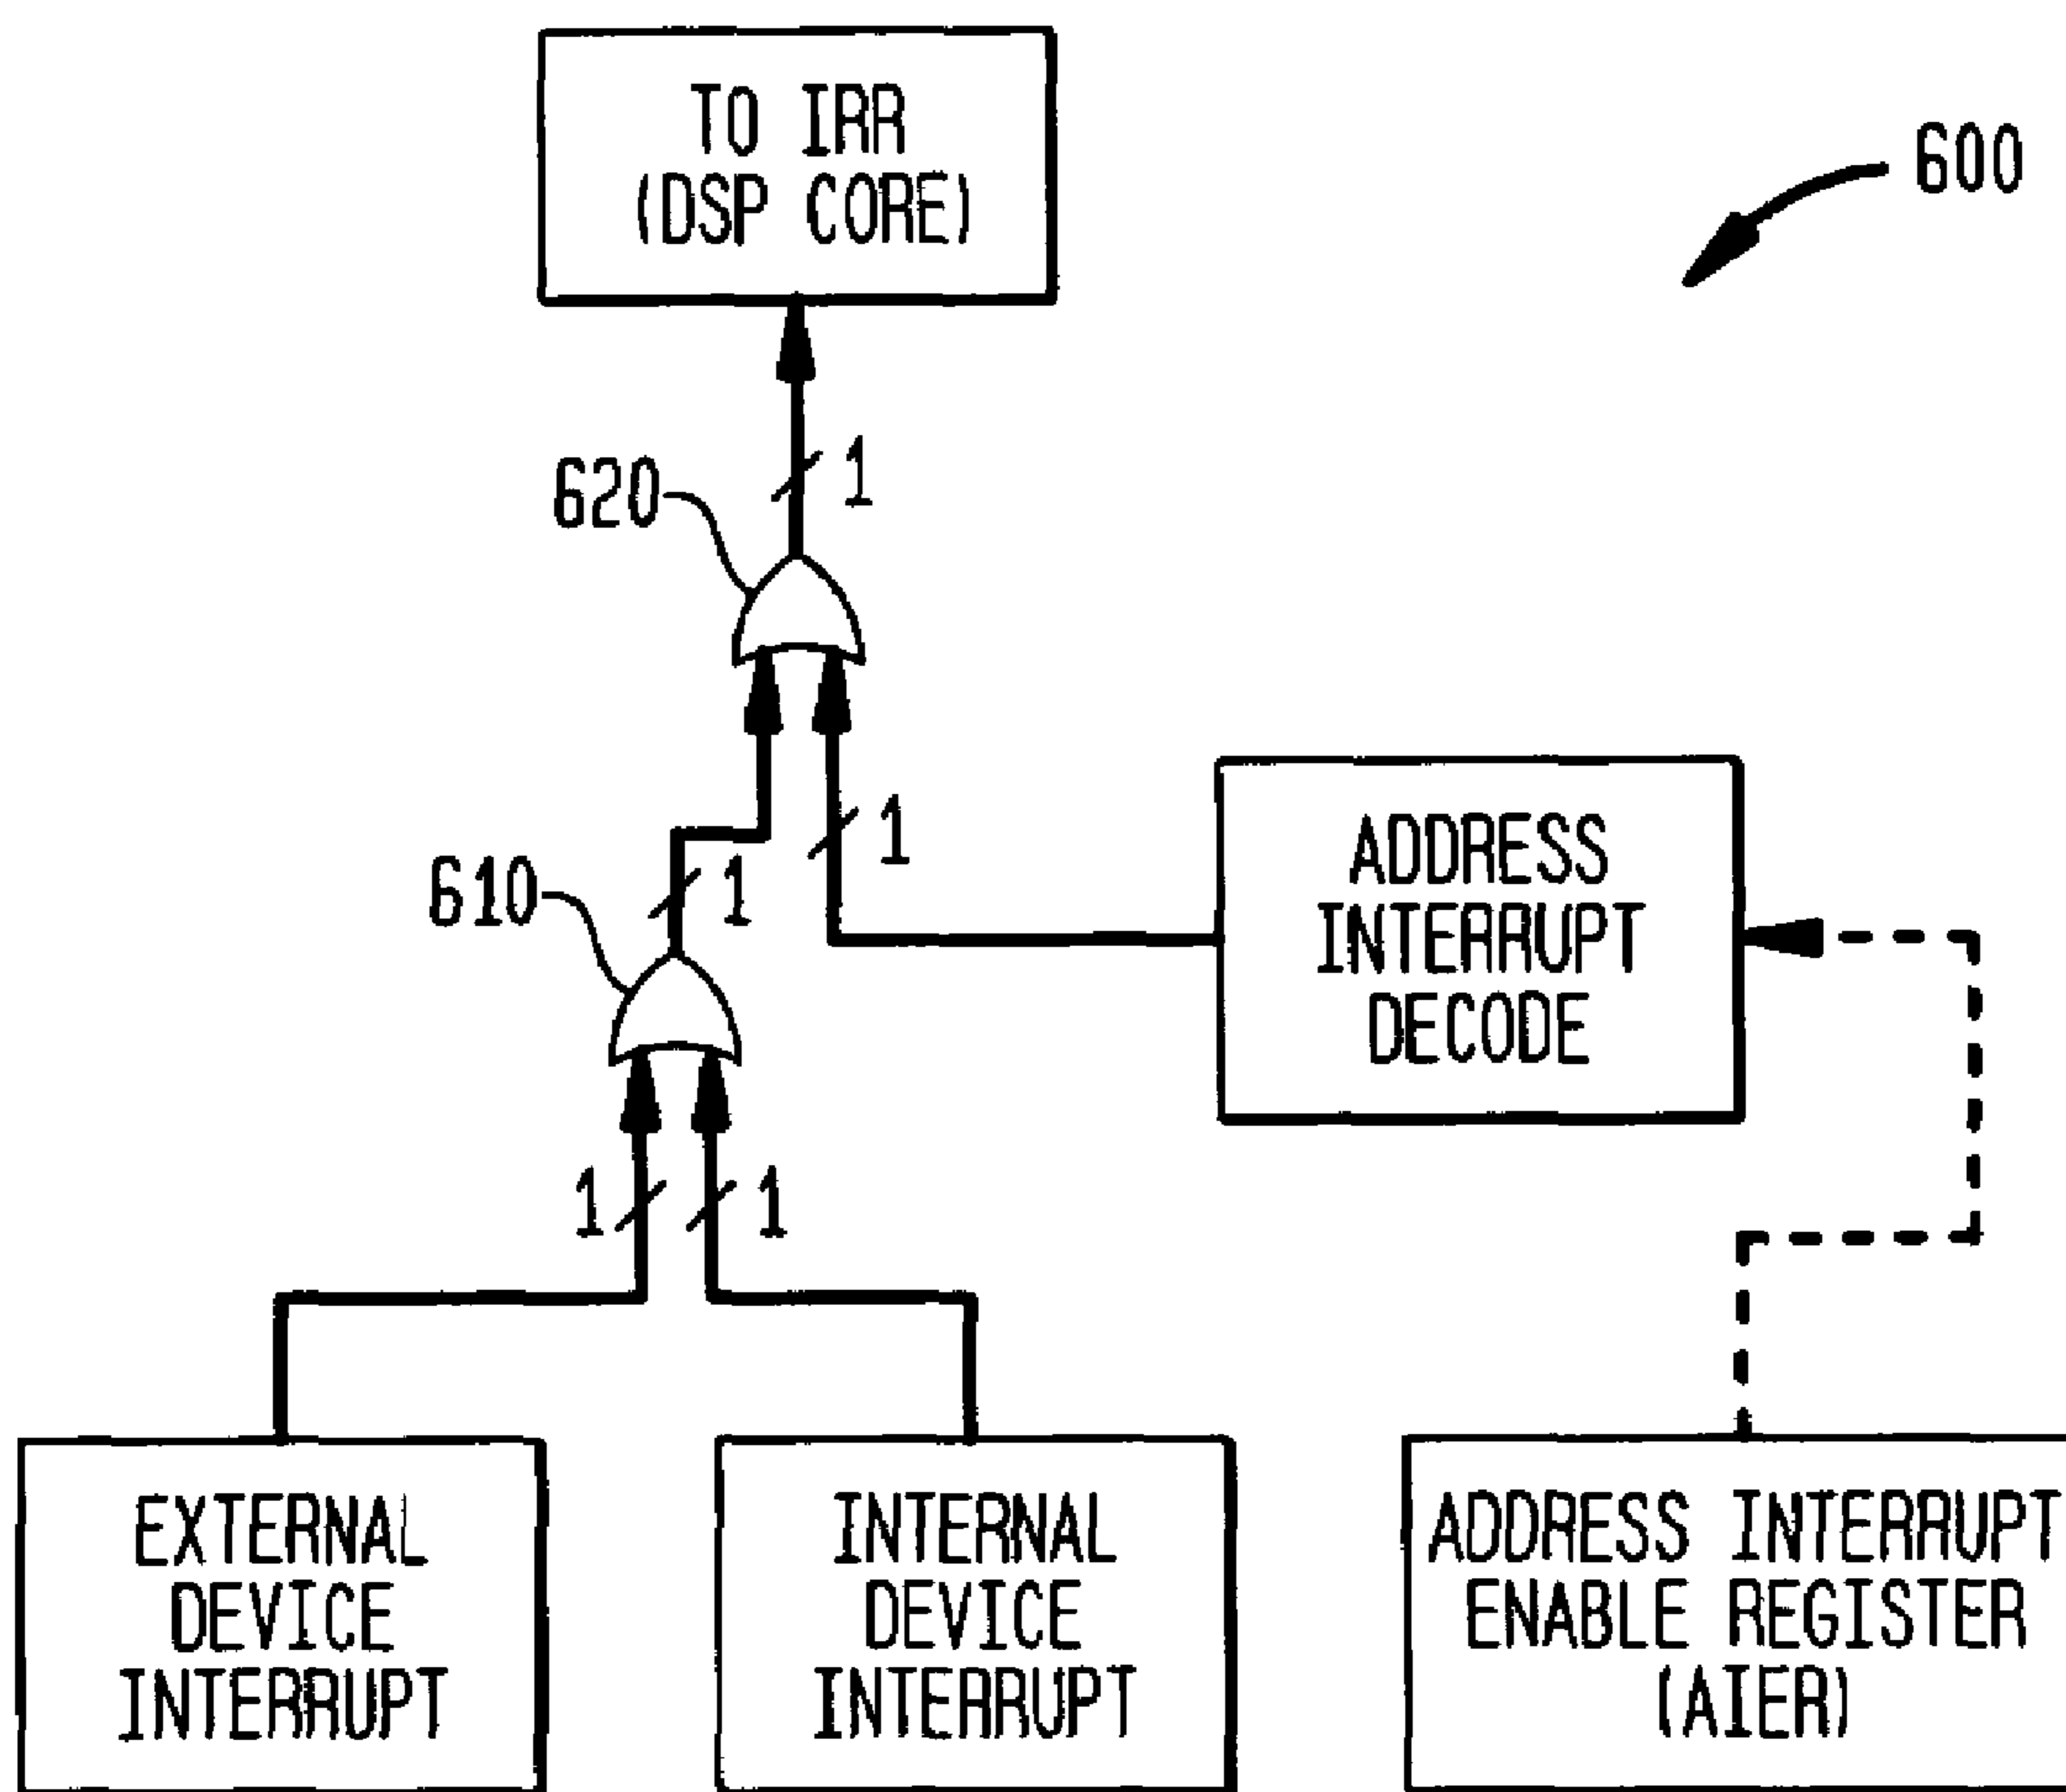 TO IRR
(DSP CORE)
600
620
1
1
1
610
ADDRESS
INTERRUPT
DECODE
1
1
EXTERNAL
DEVICE
INTERRUPT
INTERNAL
DEVICE
INTERRUPT
ADDRESS INTERRUPT
ENABLE REGISTER
(AIER)